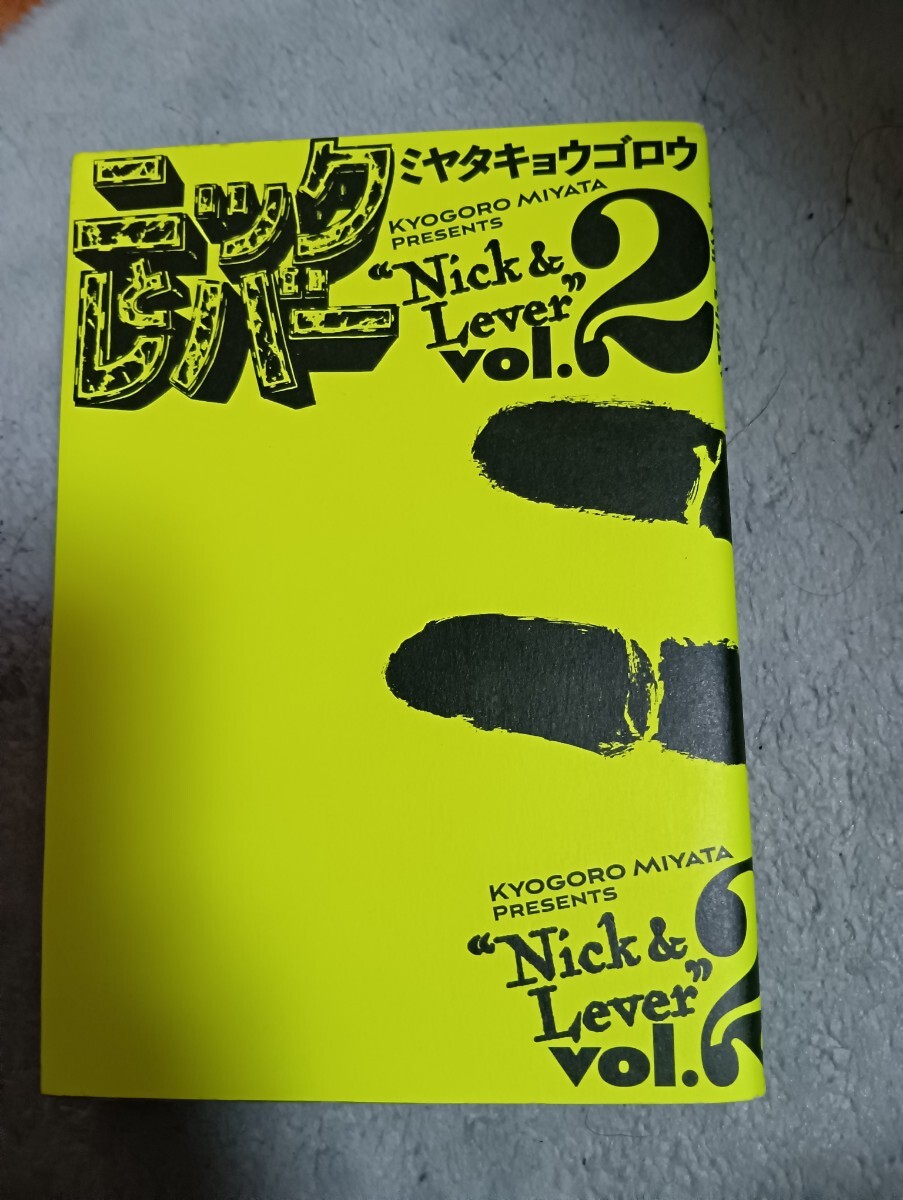 ニック
とレバー
ミヤタキョウゴロウ
KYOGORO MIYATA
PRESENTS
“Nick &
Lever”
vol.2
KYOGORO MIYATA
PRESENTS
“Nick &
Lever”
vol.2